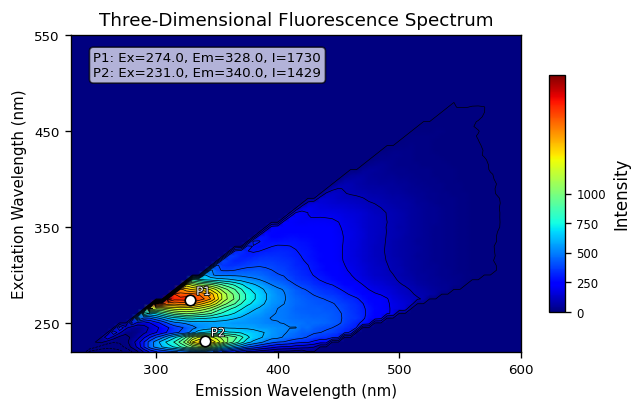 Three-Dimensional Fluorescence Spectrum
P1: Ex=274.0, Em=328.0, I=1730
P2: Ex=231.0, Em=340.0, I=1429
550
450
350
250
Excitation Wavelength (nm)
P1
P2
300
400
500
600
Emission Wavelength (nm)
1000
750
500
250
0
Intensity